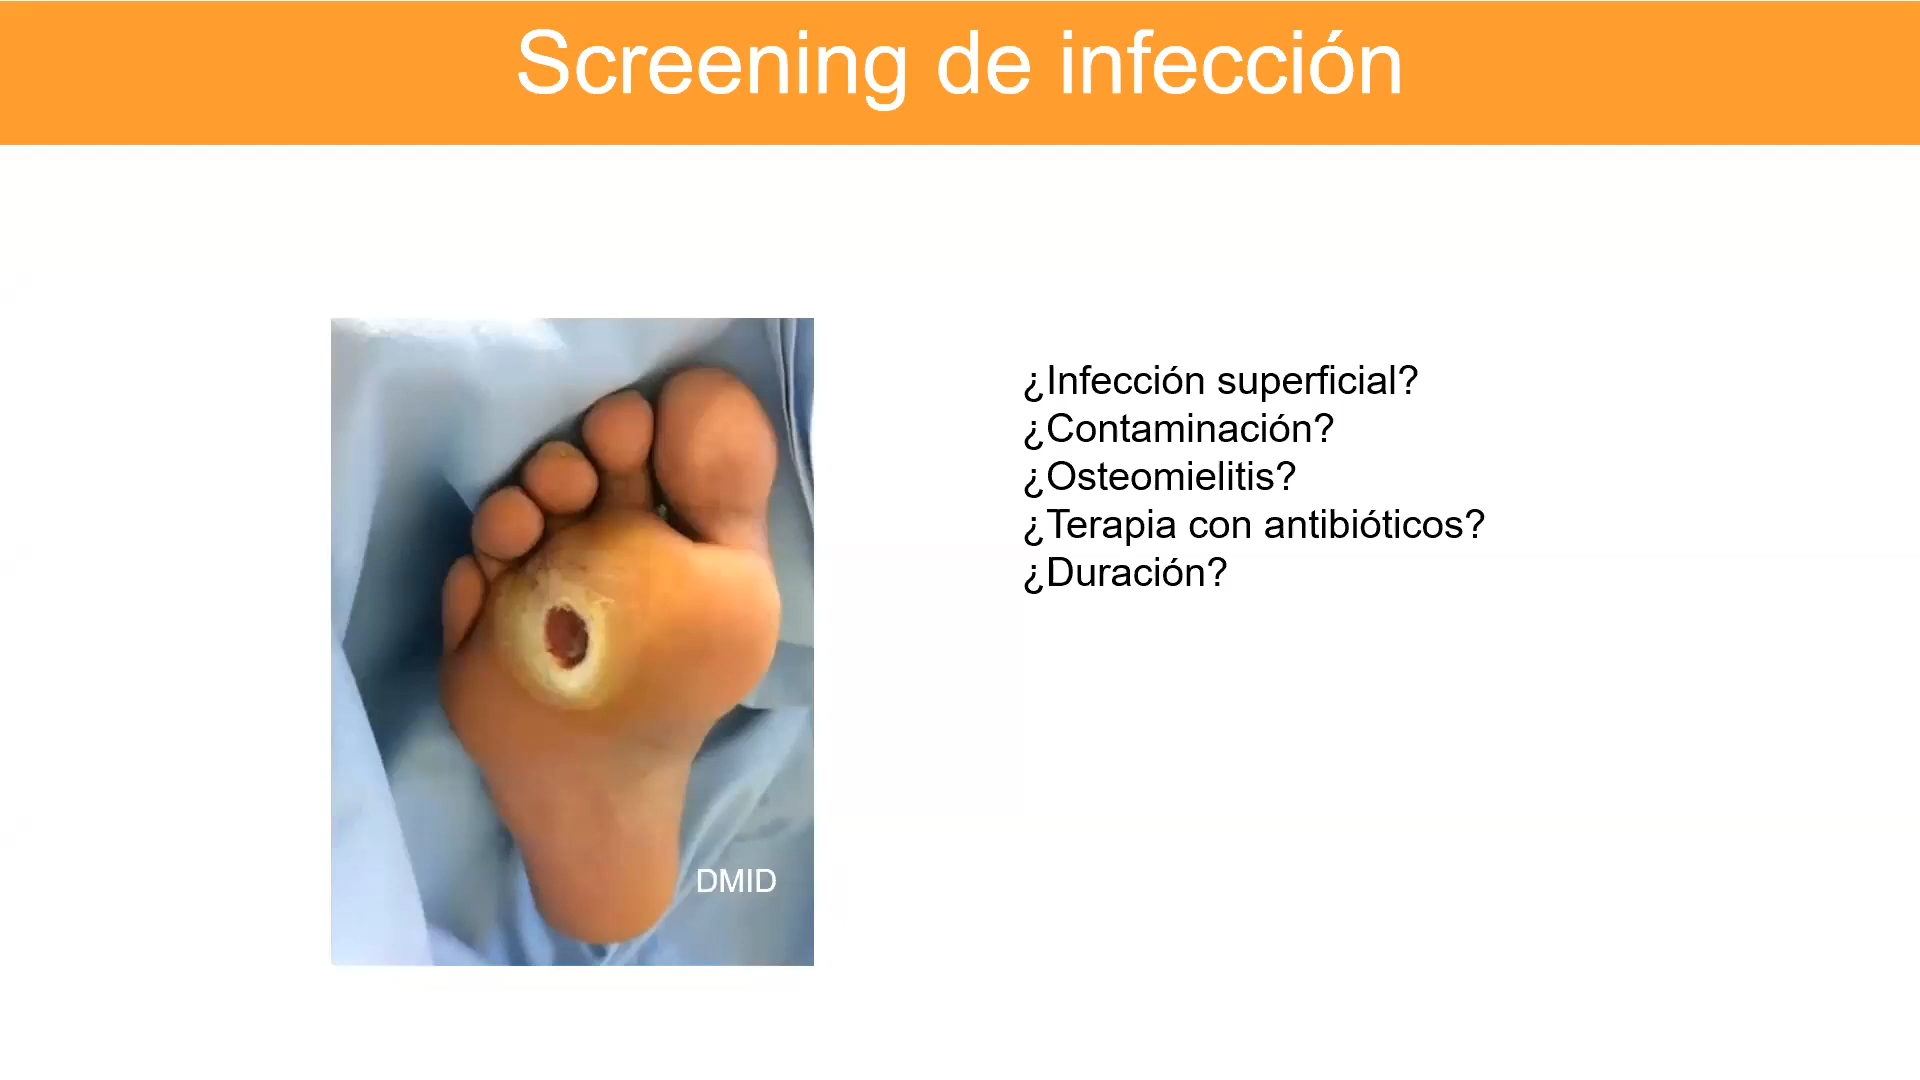 Screening de infección
¿Infección superficial?
¿Contaminación?
¿Osteomielitis?
¿Terapia con antibióticos?
¿Duración?
DMID